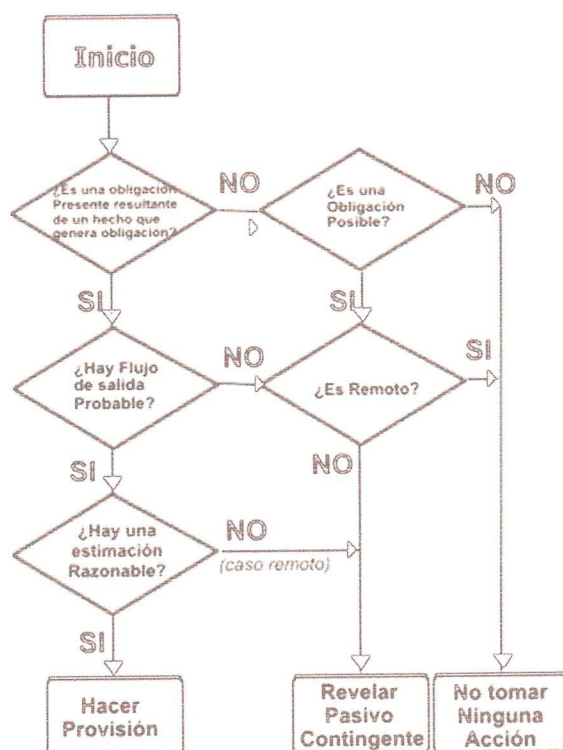 Inicio
¿Es una obligación
Presente resultante
de un hecho que
genera obligación?
NO
¿Es una
Obligación
Posible?
NO
SI
SI
¿Hay Flujo
de salida
Probable?
NO
¿Es Remoto?
SI
SI
NO
¿Hay una
estimación
Razonable?
NO
(caso remoto)
SI
Hacer
Provisión
Revelar
Pasivo
Contingente
No tomar
Ninguna
Acción